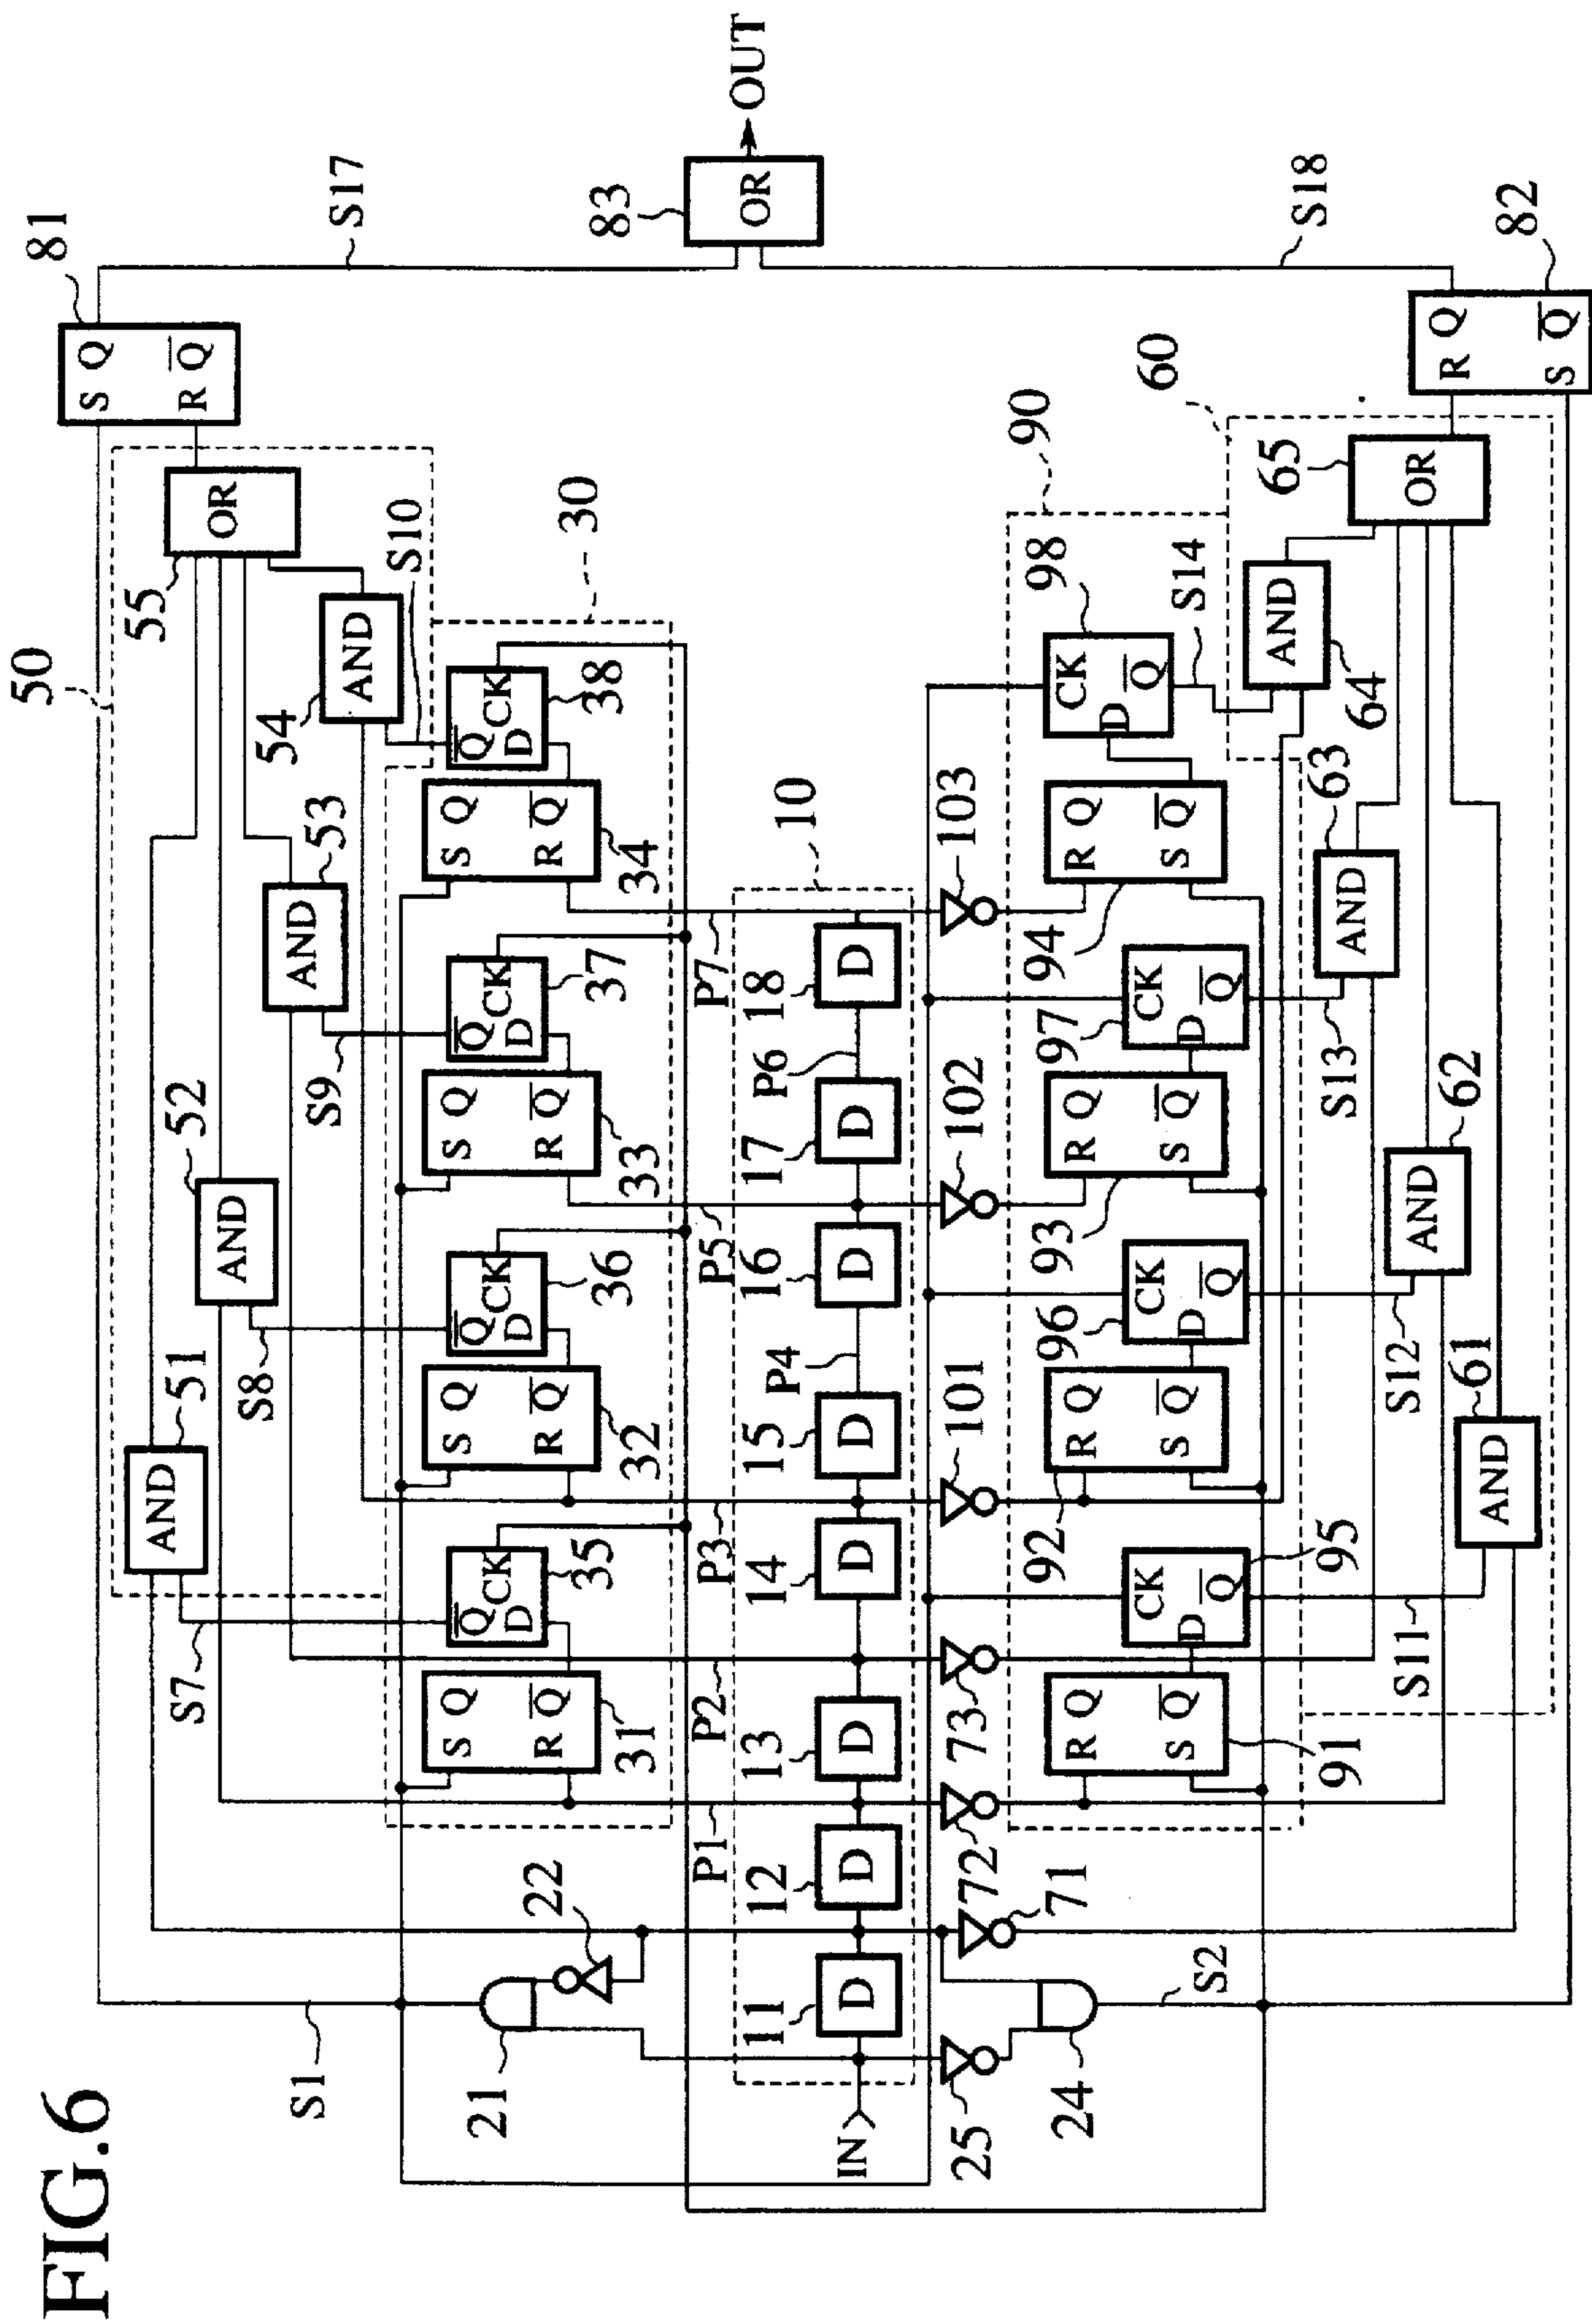 FIG.6
S1
S17
81
S Q
R Q̅
50
55
OR
51
AND
52
AND
53
AND
54
AND
S7
S8
S9
S10
30
31
S Q
R Q̅
35
Q̅ CK
D
32
S Q
R Q̅
36
Q̅ CK
D
33
S Q
R Q̅
37
Q̅ CK
D
34
S Q
R Q̅
38
Q̅ CK
D
21
22
P1
P2
P3
P5
P7
10
IN
11
D
12
D
13
D
14
D
15
D
P4
16
D
17
D
P6
18
D
83
OR
OUT
25
24
71
72
73
101
102
103
S2
90
91
R Q
S Q̅
95
CK
D Q̅
92
R Q
S Q̅
96
CK
D Q̅
93
R Q
S Q̅
97
CK
D Q̅
94
R Q
S Q̅
98
CK
D Q̅
S11
S12
S13
S14
60
61
AND
62
AND
63
AND
64
AND
65
OR
S18
82
R Q
S Q̅